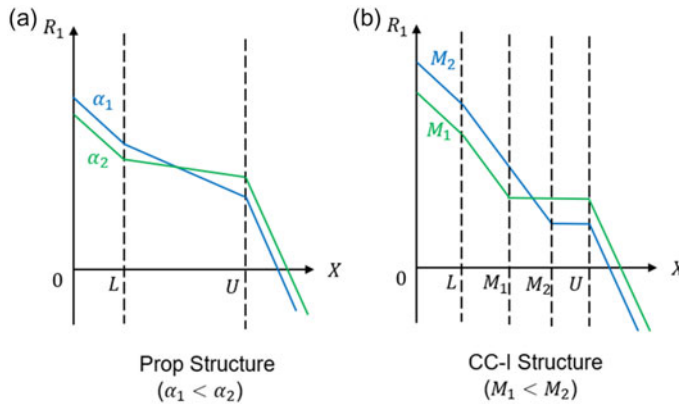 (a)
R₁
α₁
α₂
0
L
U
X
Prop Structure
(α₁ < α₂)
(b)
R₁
M₂
M₁
0
L
M₁
M₂
U
X
CC-I Structure
(M₁ < M₂)